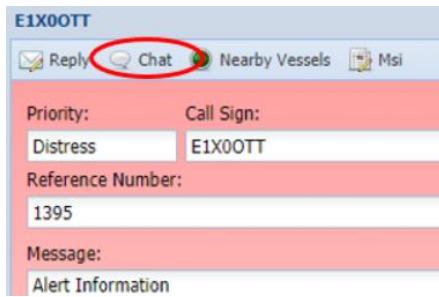 E1X0OTT
Reply Chat Nearby Vessels Msi
Priority: Call Sign:
Distress E1X0OTT
Reference Number:
1395
Message:
Alert Information